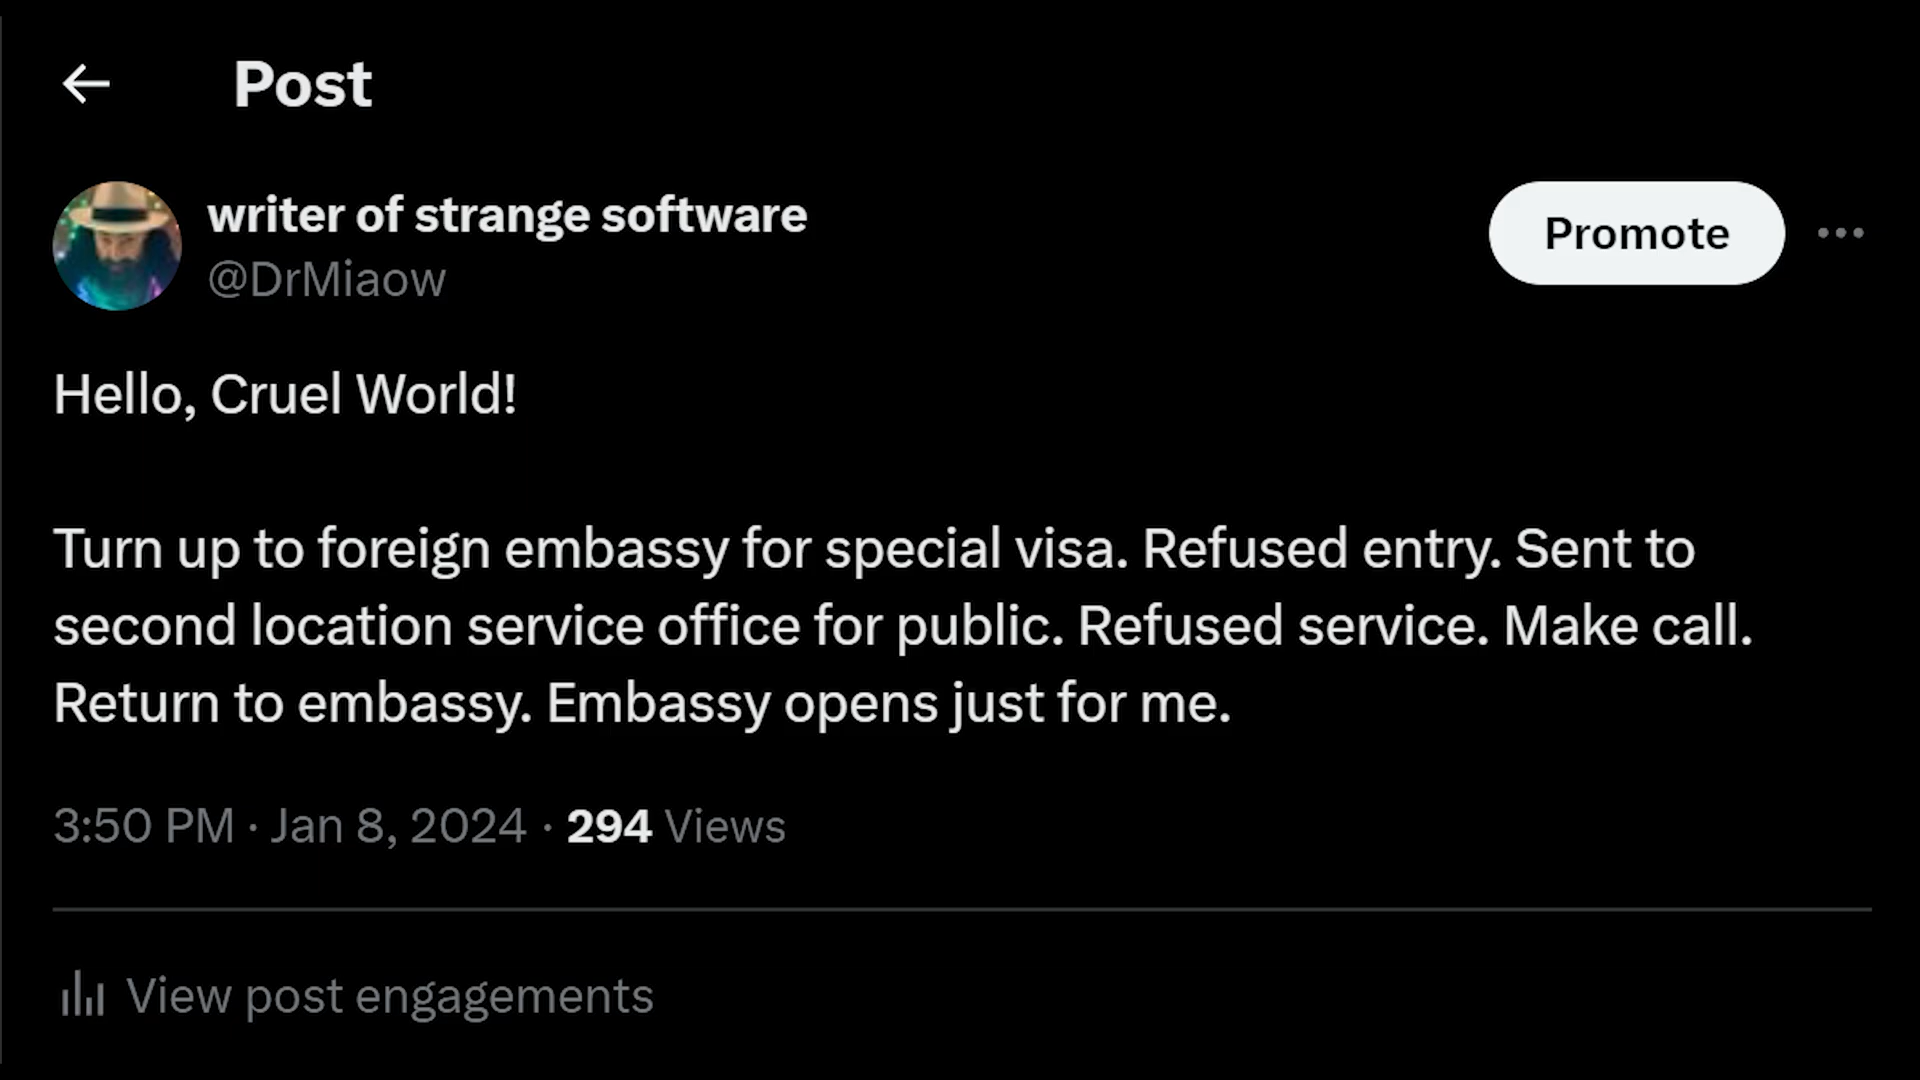 Post
writer of strange software
@DrMiaow
Promote
Hello, Cruel World!
Turn up to foreign embassy for special visa. Refused entry. Sent to
second location service office for public. Refused service. Make call.
Return to embassy. Embassy opens just for me.
3:50 PM · Jan 8, 2024 · 294 Views
View post engagements